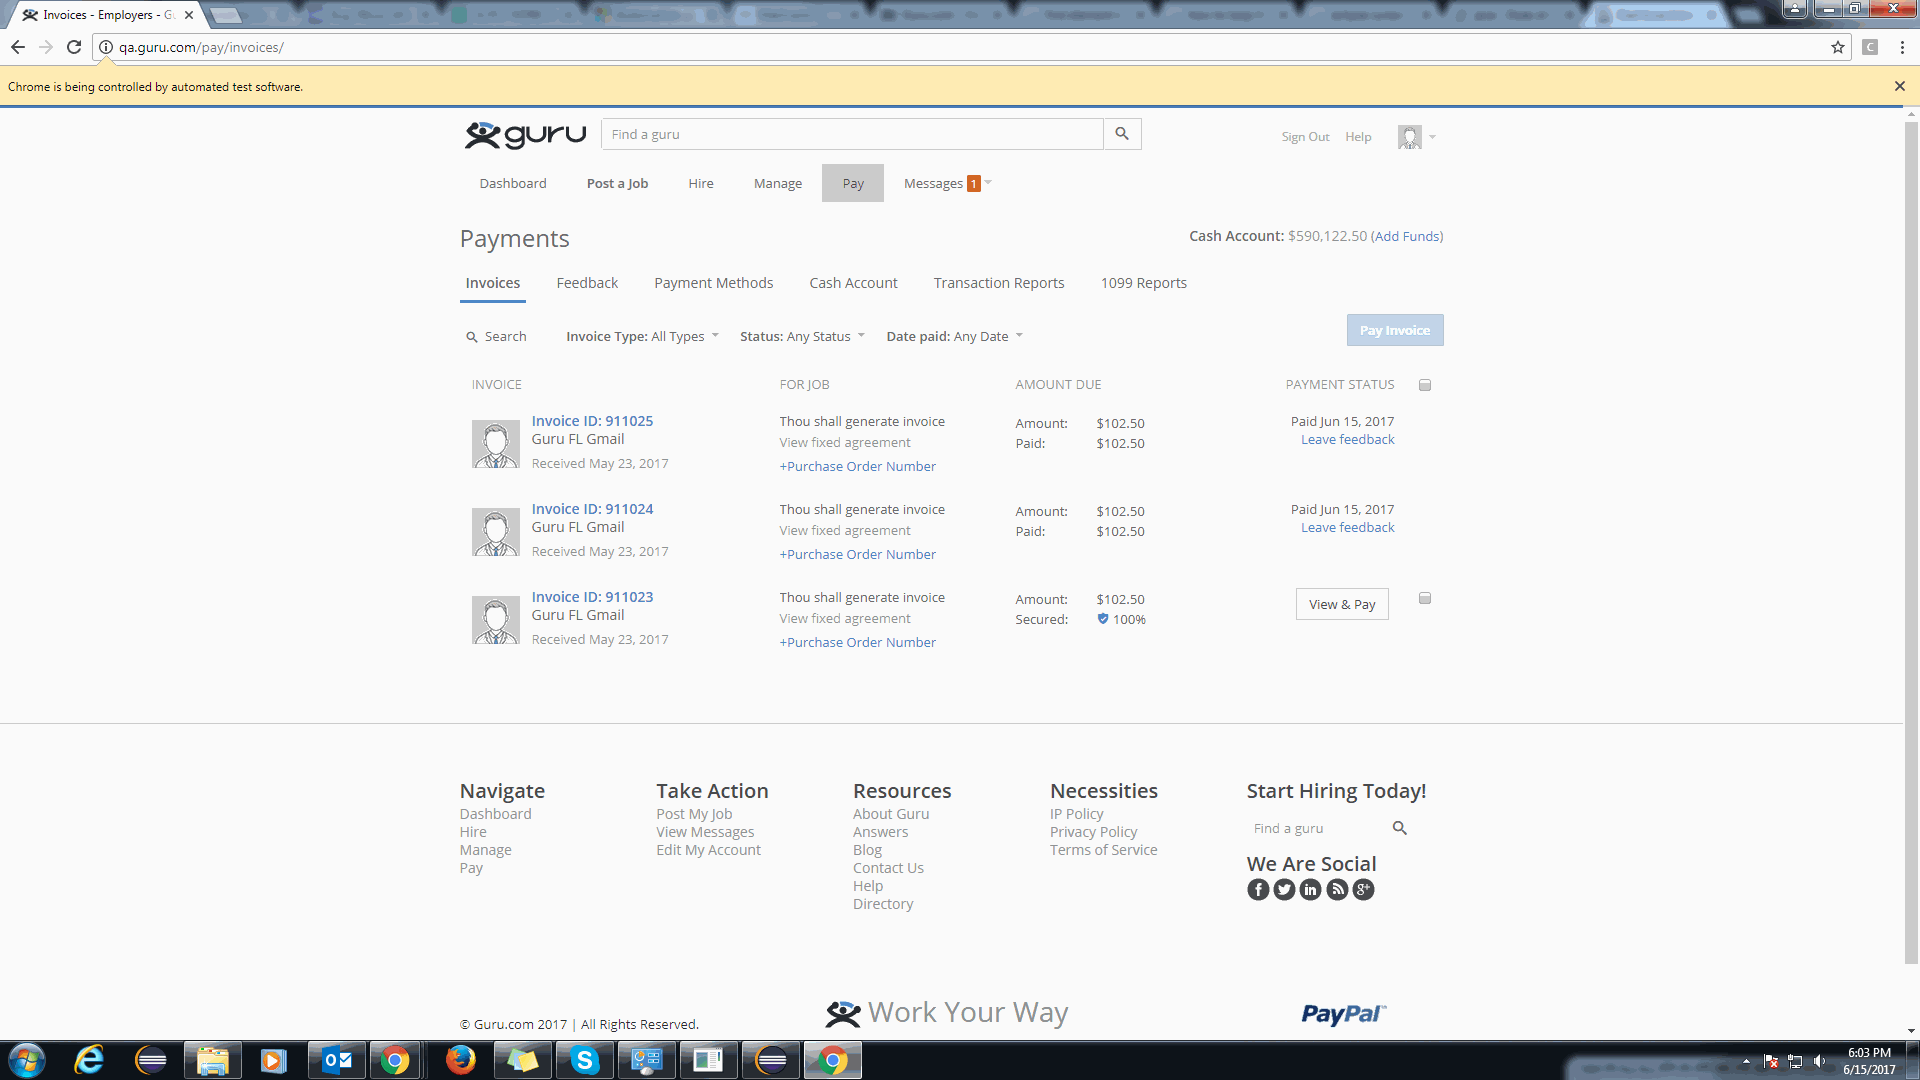 Invoices - Employers - Gu
qa.guru.com/pay/invoices/
C
Chrome is being controlled by automated test software.
guru
Find a guru
Sign Out Help
Dashboard Post a Job Hire Manage Pay Messages 1
Payments
Cash Account: $590,122.50 (Add Funds)
Invoices Feedback Payment Methods Cash Account Transaction Reports 1099 Reports
Search Invoice Type: All Types Status: Any Status Date paid: Any Date
Pay Invoice
INVOICE FOR JOB AMOUNT DUE PAYMENT STATUS
Invoice ID: 911025 Thou shall generate invoice Amount: $102.50 Paid Jun 15, 2017
Guru FL Gmail View fixed agreement Paid: $102.50 Leave feedback
Received May 23, 2017 +Purchase Order Number
Invoice ID: 911024 Thou shall generate invoice Amount: $102.50 Paid Jun 15, 2017
Guru FL Gmail View fixed agreement Paid: $102.50 Leave feedback
Received May 23, 2017 +Purchase Order Number
Invoice ID: 911023 Thou shall generate invoice Amount: $102.50 View & Pay
Guru FL Gmail View fixed agreement Secured: 100%
Received May 23, 2017 +Purchase Order Number
Navigate Take Action Resources Necessities Start Hiring Today!
Dashboard Post My Job About Guru IP Policy Find a guru
Hire View Messages Answers Privacy Policy
Manage Edit My Account Blog Terms of Service
Pay Contact Us We Are Social
Help
Directory
© Guru.com 2017 | All Rights Reserved.
Work Your Way
PayPal
6:03 PM
6/15/2017